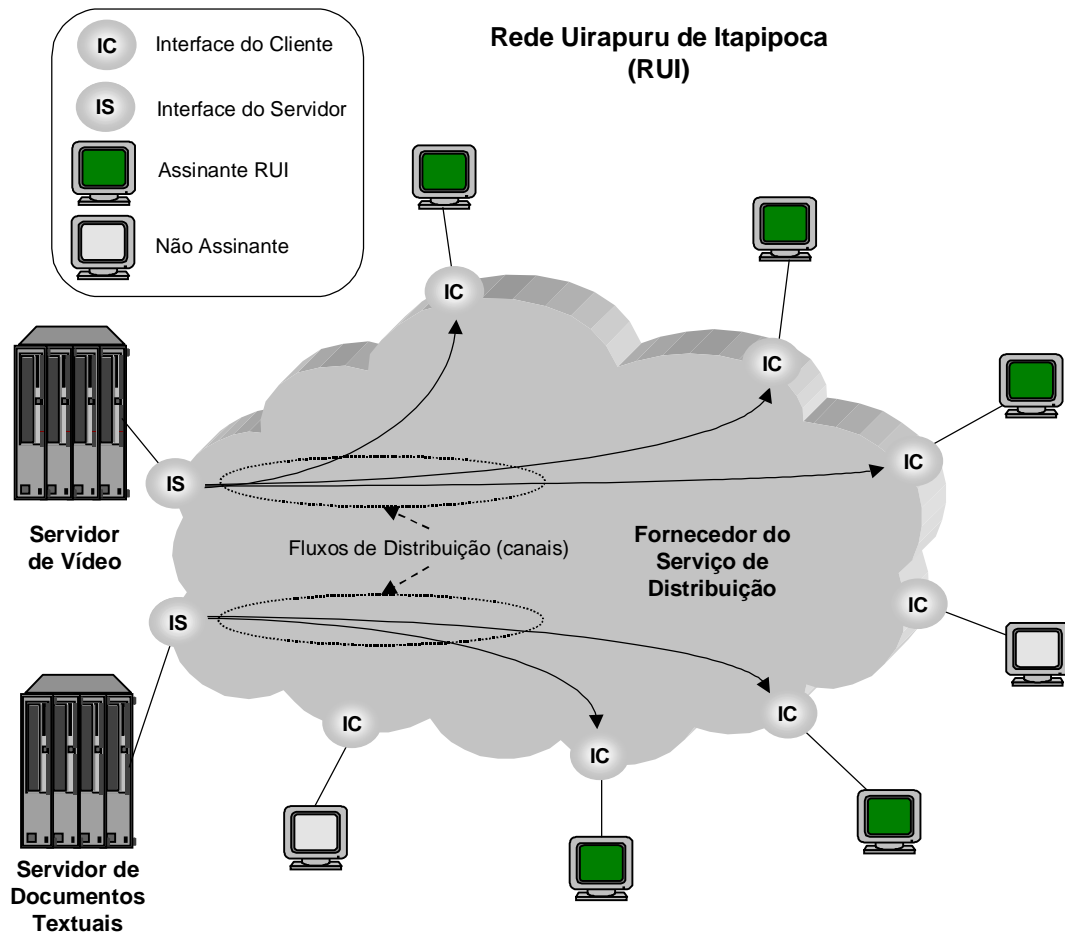 IC
Interface do Cliente
IS
Interface do Servidor
Assinante RUI
Não Assinante
Rede Uirapuru de Itapipoca
(RUI)
IC
IC
IC
IS
Servidor
de Vídeo
Fluxos de Distribuição (canais)
Fornecedor do
Serviço de
Distribuição
IC
IS
IC
IC
IC
Servidor de
Documentos
Textuais